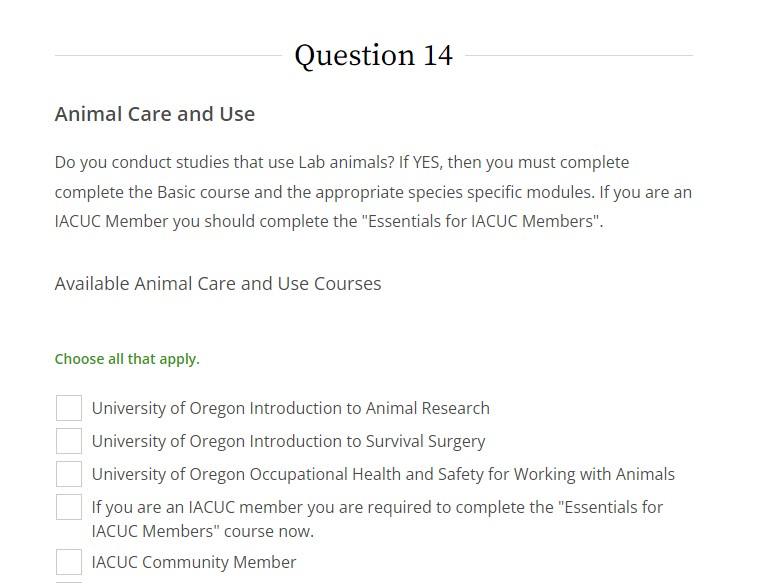 Question 14
Animal Care and Use
Do you conduct studies that use Lab animals? If YES, then you must complete
complete the Basic course and the appropriate species specific modules. If you are an
IACUC Member you should complete the "Essentials for IACUC Members".
Available Animal Care and Use Courses
Choose all that apply.
University of Oregon Introduction to Animal Research
University of Oregon Introduction to Survival Surgery
University of Oregon Occupational Health and Safety for Working with Animals
If you are an IACUC member you are required to complete the "Essentials for
IACUC Members" course now.
IACUC Community Member